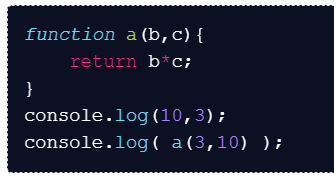 function a(b,c){
    return b*c;
}
console.log(10,3);
console.log( a(3,10) );